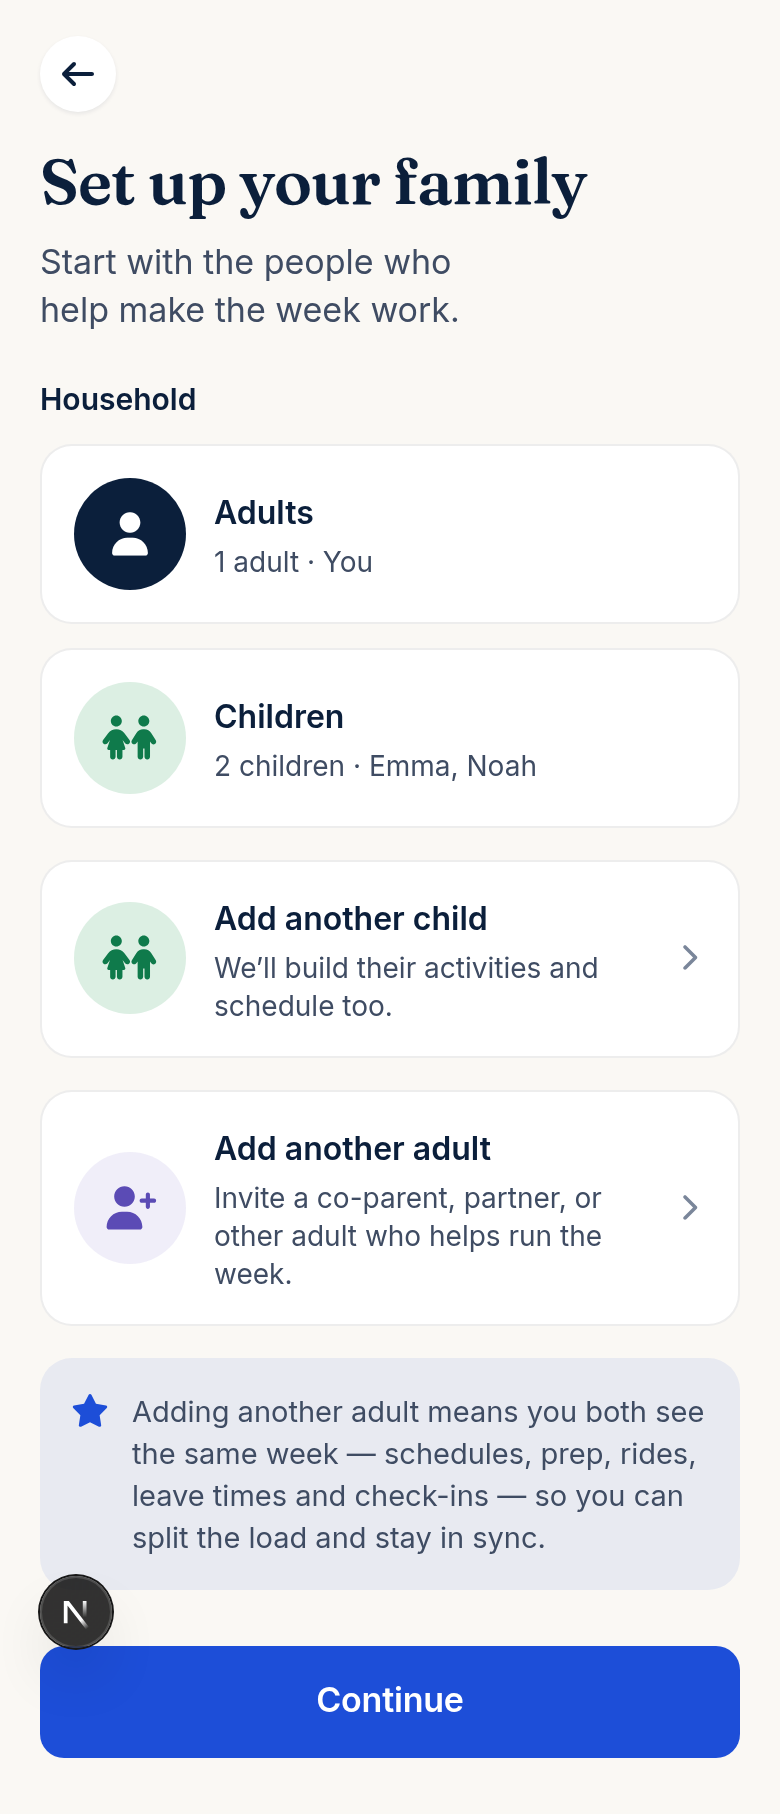 Set up your family
Start with the people who
help make the week work.
Household
Adults
1 adult · You
Children
2 children · Emma, Noah
Add another child
We’ll build their activities and
schedule too.
Add another adult
Invite a co-parent, partner, or
other adult who helps run the
week.
Adding another adult means you both see
the same week — schedules, prep, rides,
leave times and check-ins — so you can
split the load and stay in sync.
N
Continue